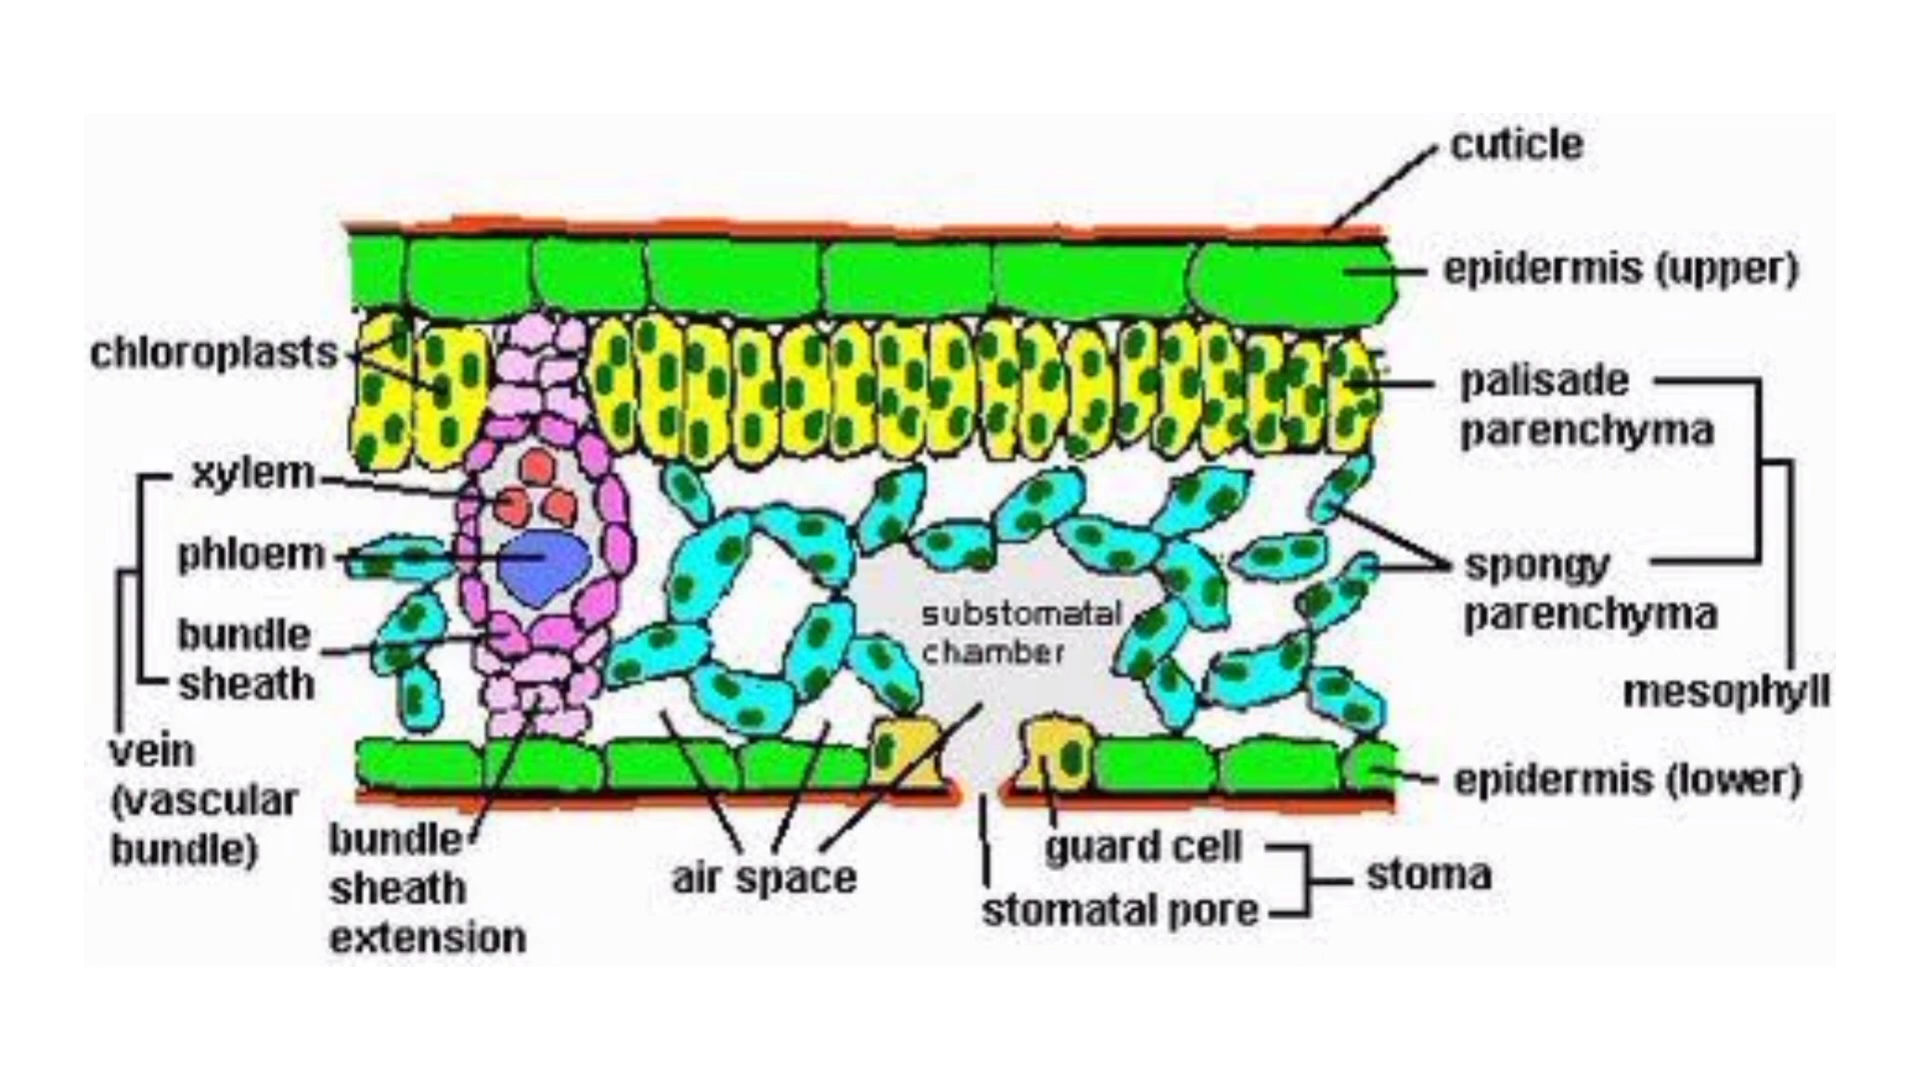 cuticle
epidermis (upper)
chloroplasts
palisade
parenchyma
xylem
phloem
spongy
parenchyma
substomatal
chamber
bundle
sheath
mesophyll
vein
(vascular
bundle)
epidermis (lower)
bundle
sheath
extension
air space
guard cell
stoma
stomatal pore